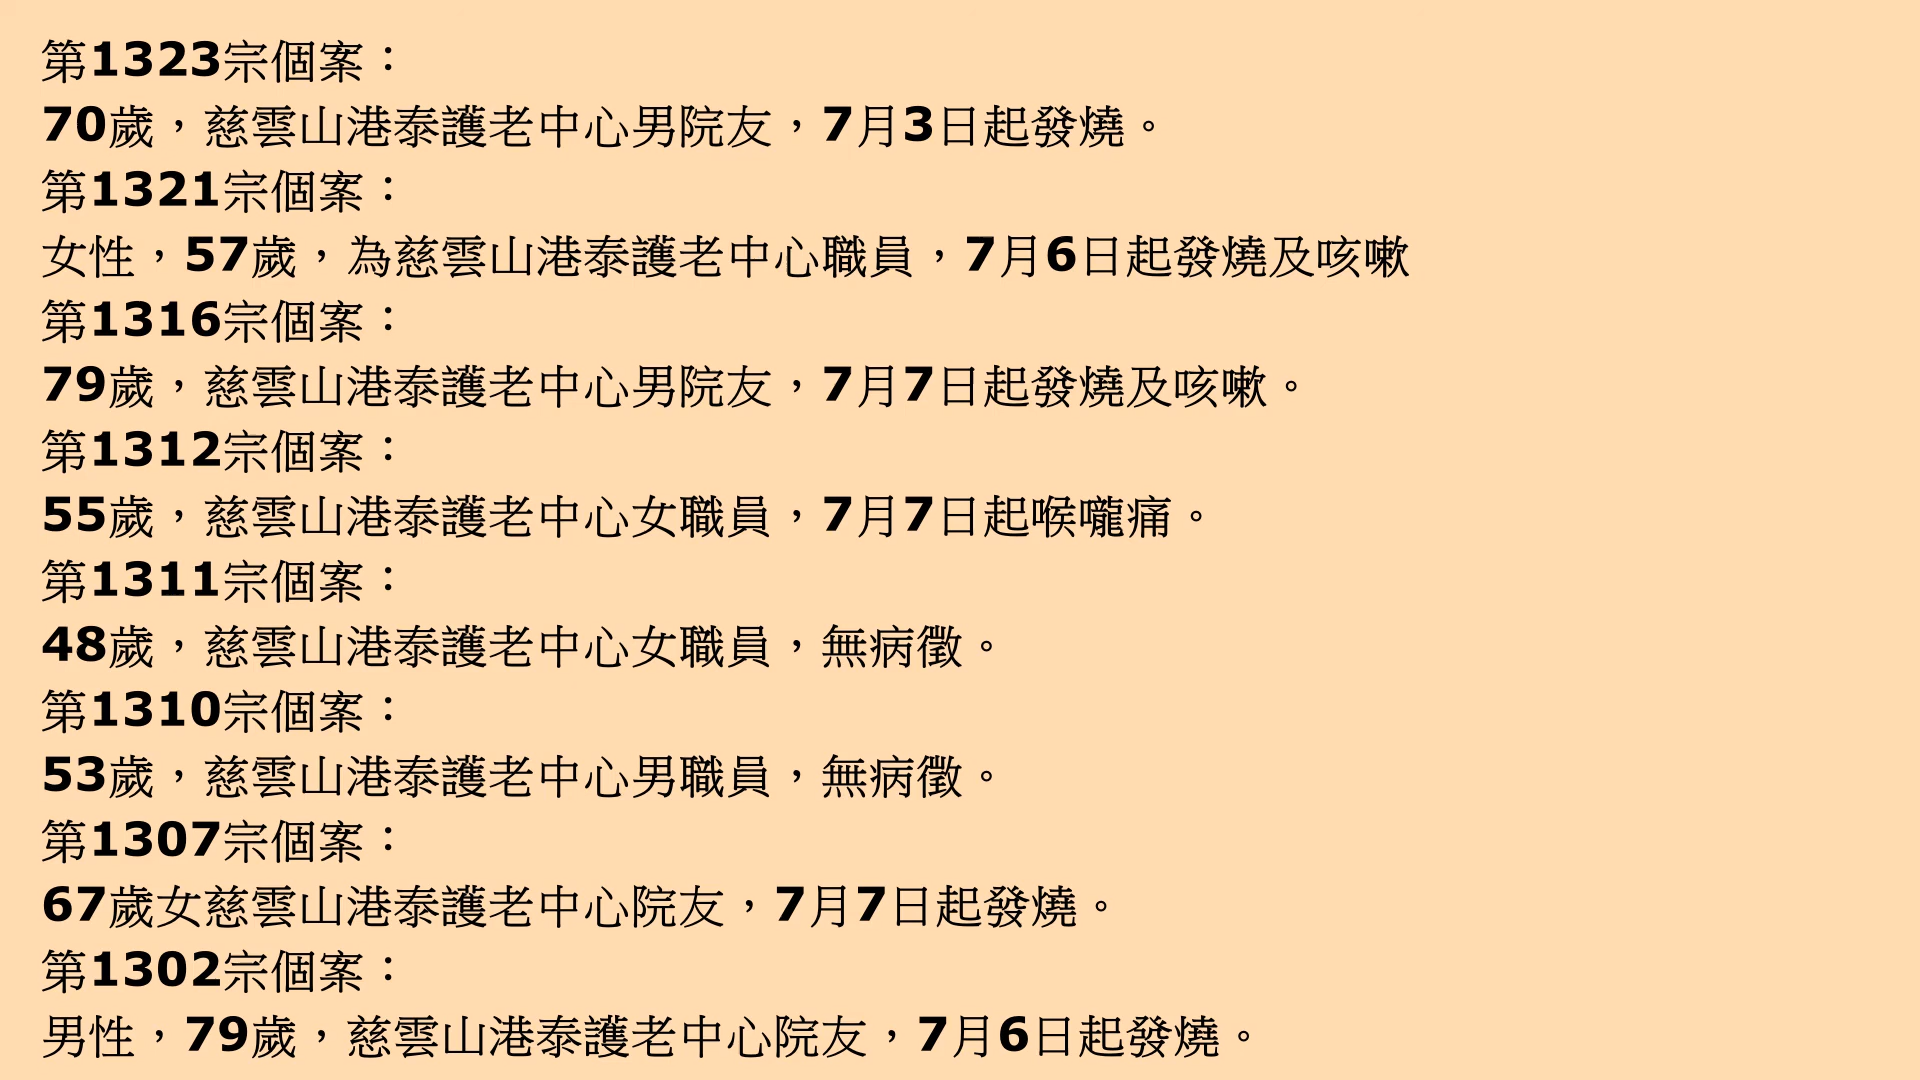 第1323宗個案：
70歲，慈雲山港泰護老中心男院友，7月3日起發燒。
第1321宗個案：
女性，57歲，為慈雲山港泰護老中心職員，7月6日起發燒及咳嗽
第1316宗個案：
79歲，慈雲山港泰護老中心男院友，7月7日起發燒及咳嗽。
第1312宗個案：
55歲，慈雲山港泰護老中心女職員，7月7日起喉嚨痛。
第1311宗個案：
48歲，慈雲山港泰護老中心女職員，無病徵。
第1310宗個案：
53歲，慈雲山港泰護老中心男職員，無病徵。
第1307宗個案：
67歲女慈雲山港泰護老中心院友，7月7日起發燒。
第1302宗個案：
男性，79歲，慈雲山港泰護老中心院友，7月6日起發燒。